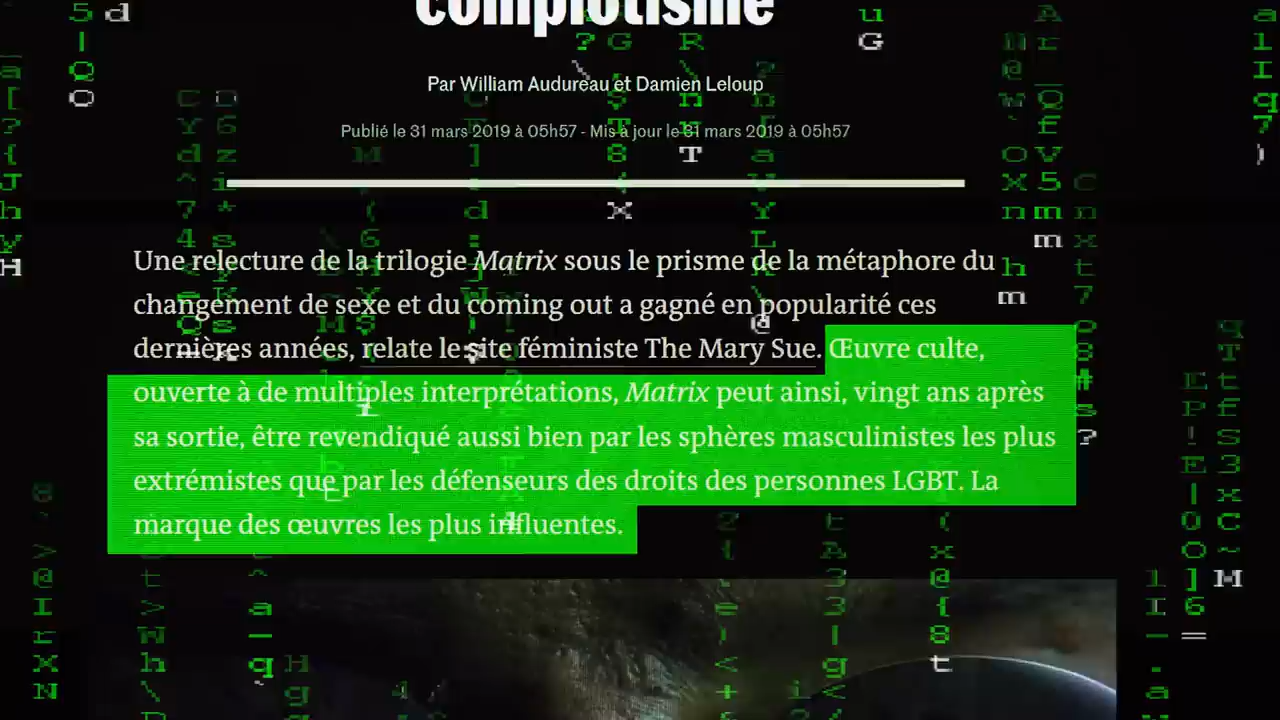 complotisme
Par William Audureau et Damien Leloup
Publié le 31 mars 2019 à 05h57 - Mis à jour le 31 mars 2019 à 05h57
Une relecture de la trilogie Matrix sous le prisme de la métaphore du
changement de sexe et du coming out a gagné en popularité ces
dernières années, relate le site féministe The Mary Sue. Œuvre culte,
ouverte à de multiples interprétations, Matrix peut ainsi, vingt ans après
sa sortie, être revendiqué aussi bien par les sphères masculinistes les plus
extrémistes que par les défenseurs des droits des personnes LGBT. La
marque des œuvres les plus influentes.